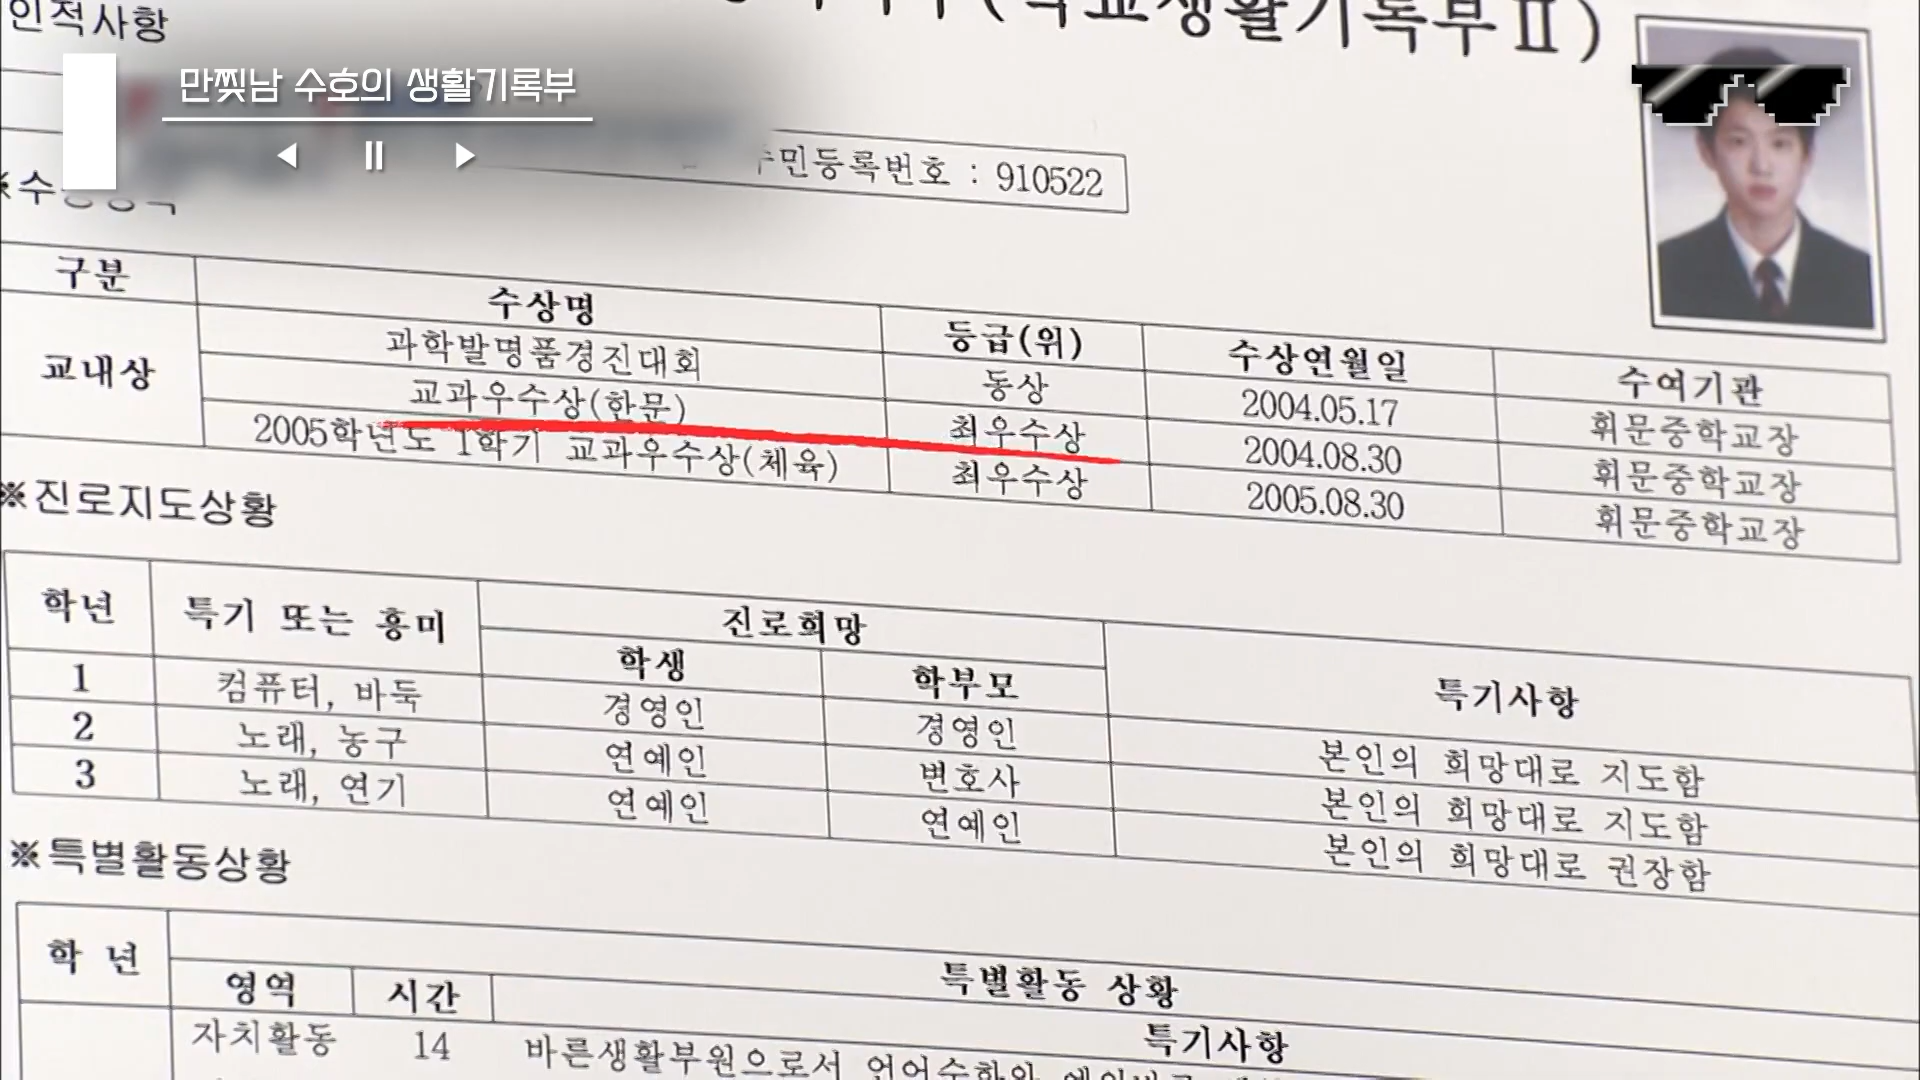 인적사항
(학교생활기록부Ⅱ)
만찢남 수호의 생활기록부
주민등록번호 : 910522
구분 수상명 등급(위) 수상연월일 수여기관
교내상 과학발명품경진대회 동상 2004.05.17 휘문중학교장
교과우수상(한문) 최우수상 2004.08.30 휘문중학교장
2005학년도 1학기 교과우수상(체육) 최우수상 2005.08.30 휘문중학교장
※진로지도상황
학년 특기 또는 흥미 진로희망 특기사항
학생 학부모
1 컴퓨터, 바둑 경영인 경영인 본인의 희망대로 지도함
2 노래, 농구 연예인 변호사 본인의 희망대로 지도함
3 노래, 연기 연예인 연예인 본인의 희망대로 권장함
※특별활동상황
학 년 특별활동 상황
영역 시간 특기사항
자치활동 14 바른생활부원으로서 언어순화와